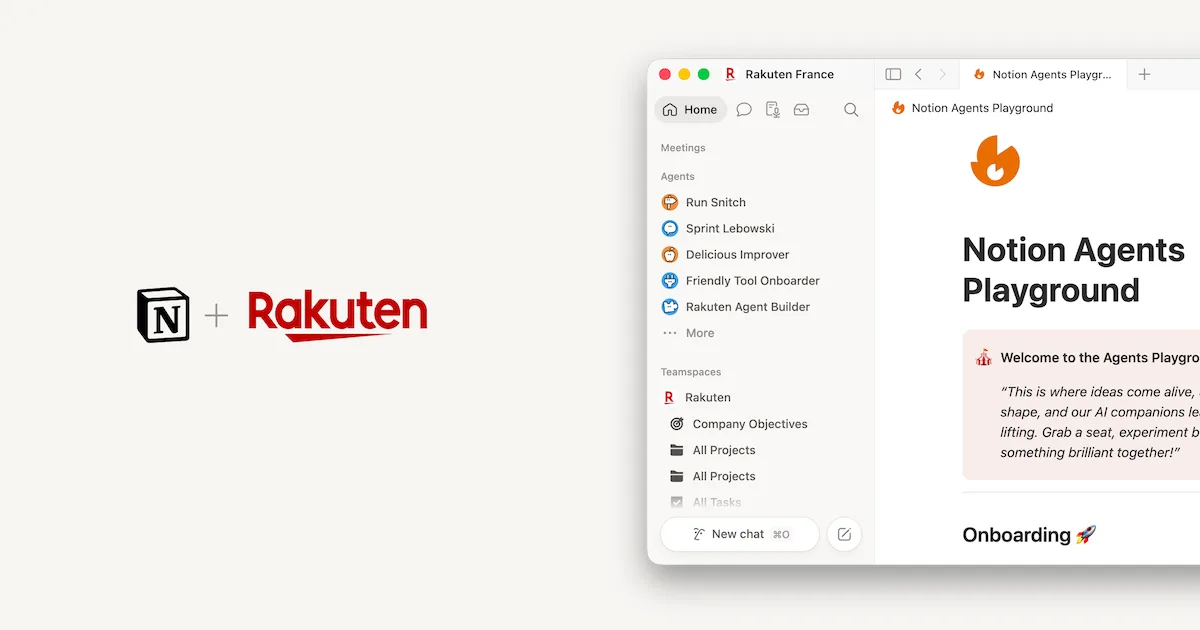 N + Rakuten
Rakuten France
Notion Agents Playgr...
Home
Notion Agents Playground
Meetings
Agents
Run Snitch
Sprint Lebowski
Delicious Improver
Friendly Tool Onboarder
Rakuten Agent Builder
More
Teamspaces
R Rakuten
Company Objectives
All Projects
All Projects
All Tasks
New chat ⌘O
Notion Agents
Playground
Welcome to the Agents Playgro
“This is where ideas come alive,
shape, and our AI companions le
lifting. Grab a seat, experiment b
something brilliant together!”
Onboarding 🚀